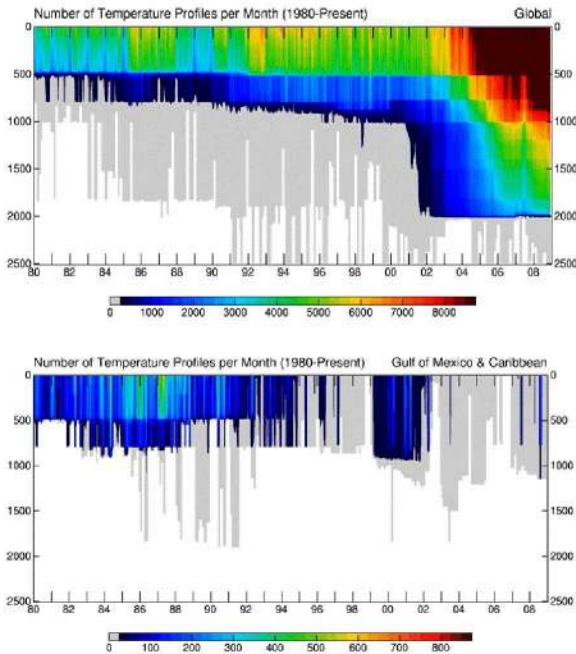 Number of Temperature Profiles per Month (1980-Present) Global
0 0
500 500
1000 1000
1500 1500
2000 2000
2500 2500
80 82 84 86 88 90 92 94 96 98 00 02 04 06 08
0 1000 2000 3000 4000 5000 6000 7000 8000
Number of Temperature Profiles per Month (1980-Present) Gulf of Mexico & Caribbean
0 0
500 500
1000 1000
1500 1500
2000 2000
2500 2500
80 82 84 86 88 90 92 94 96 98 00 02 04 06 08
0 100 200 300 400 500 600 700 800